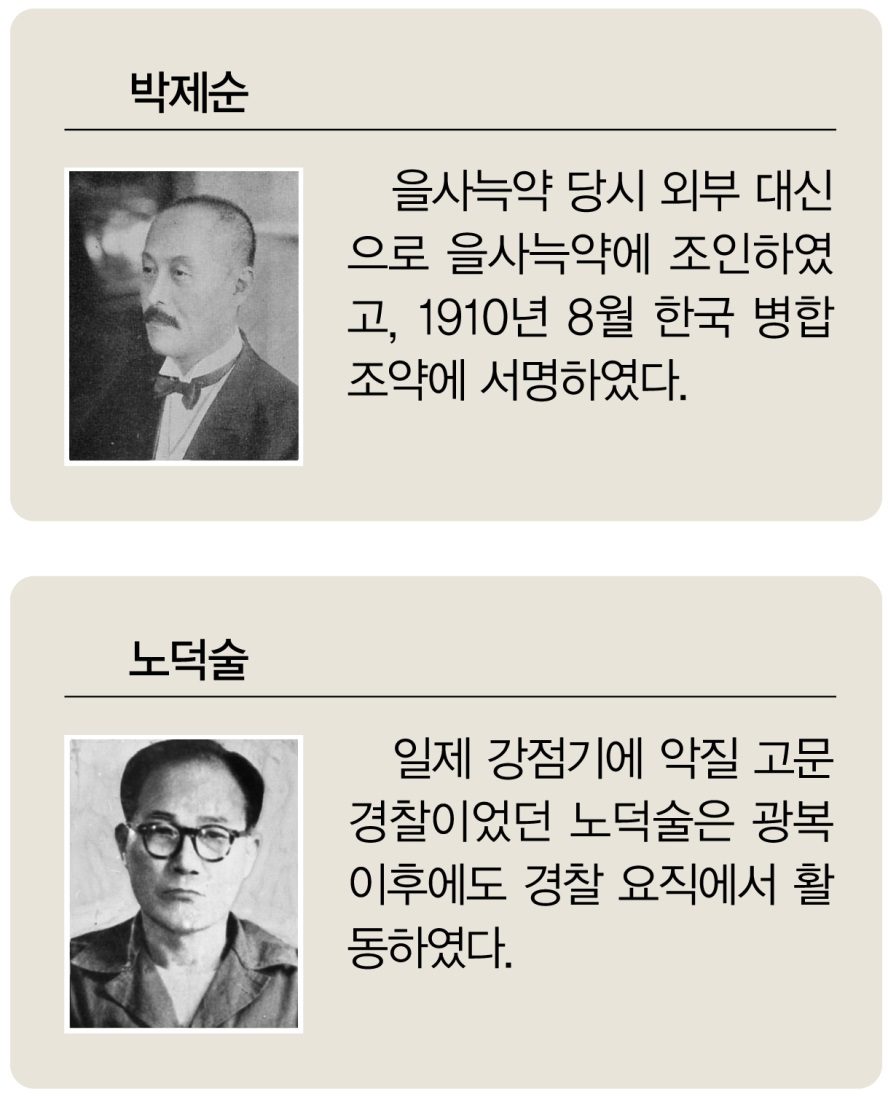 박제순
을사늑약 당시 외부 대신
으로 을사늑약에 조인하였
고, 1910년 8월 한국 병합
조약에 서명하였다.
노덕술
일제 강점기에 악질 고문
경찰이었던 노덕술은 광복
이후에도 경찰 요직에서 활
동하였다.